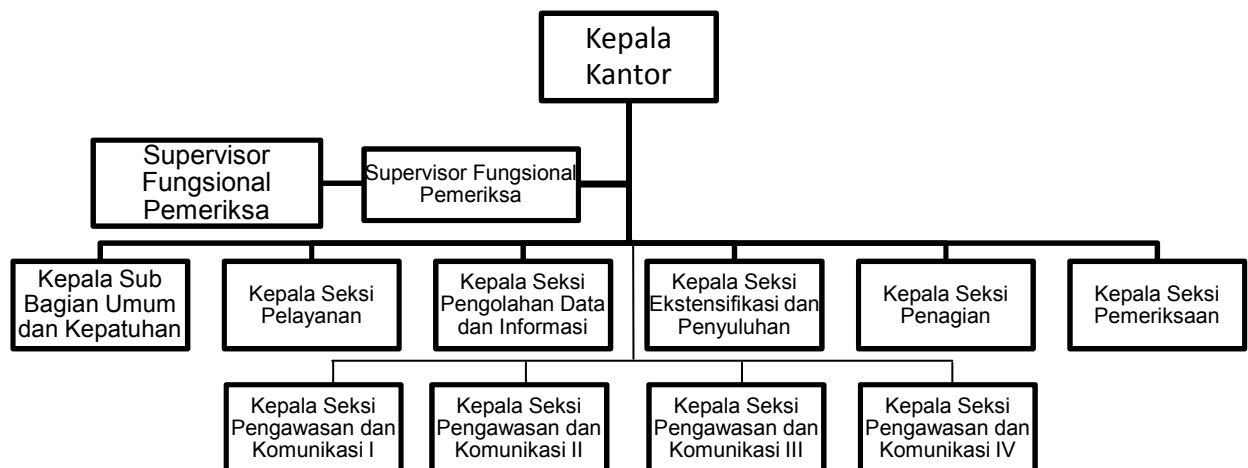 Kepala
Kantor
Supervisor
Fungsional
Pemeriksa
Supervisor Fungsional
Pemeriksa
Kepala Sub
Bagian Umum
dan Kepatuhan
Kepala Seksi
Pelayanan
Kepala Seksi
Pengolahan Data
dan Informasi
Kepala Seksi
Ekstensifikasi dan
Penyuluhan
Kepala Seksi
Penagian
Kepala Seksi
Pemeriksaan
Kepala Seksi
Pengawasan dan
Komunikasi I
Kepala Seksi
Pengawasan dan
Komunikasi II
Kepala Seksi
Pengawasan dan
Komunikasi III
Kepala Seksi
Pengawasan dan
Komunikasi IV